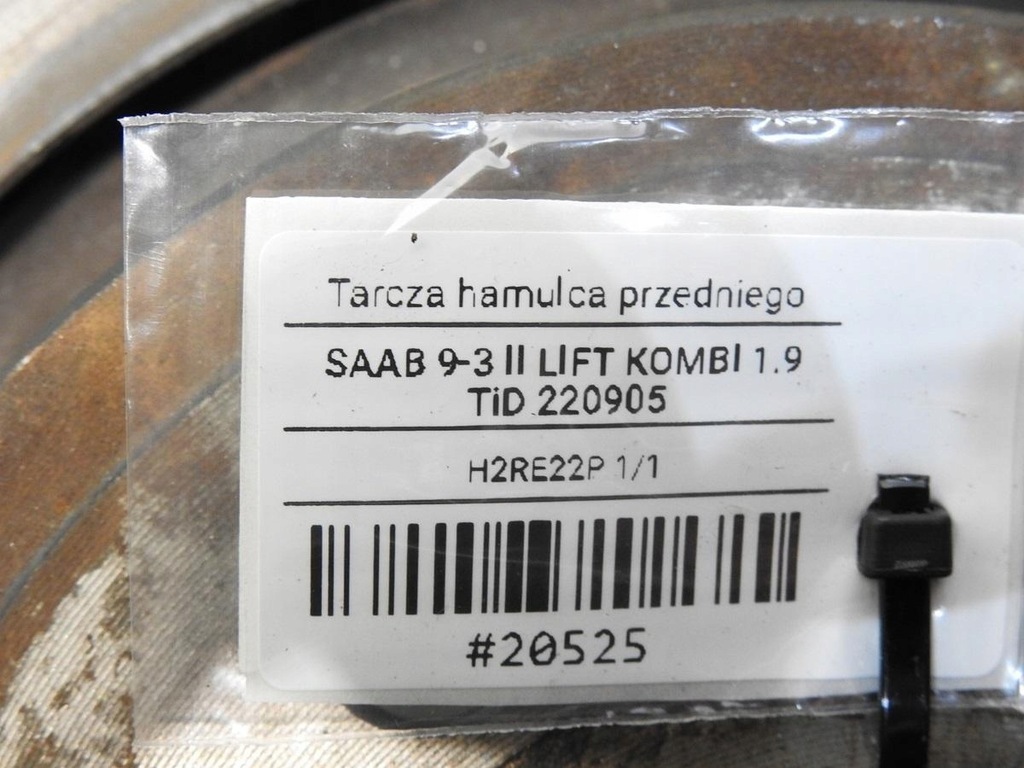 Tarcza hamulca przedniego
SAAB 9-3 II LIFT KOMBI 1.9
TiD 220905
H2RE22P 1/1
#20525